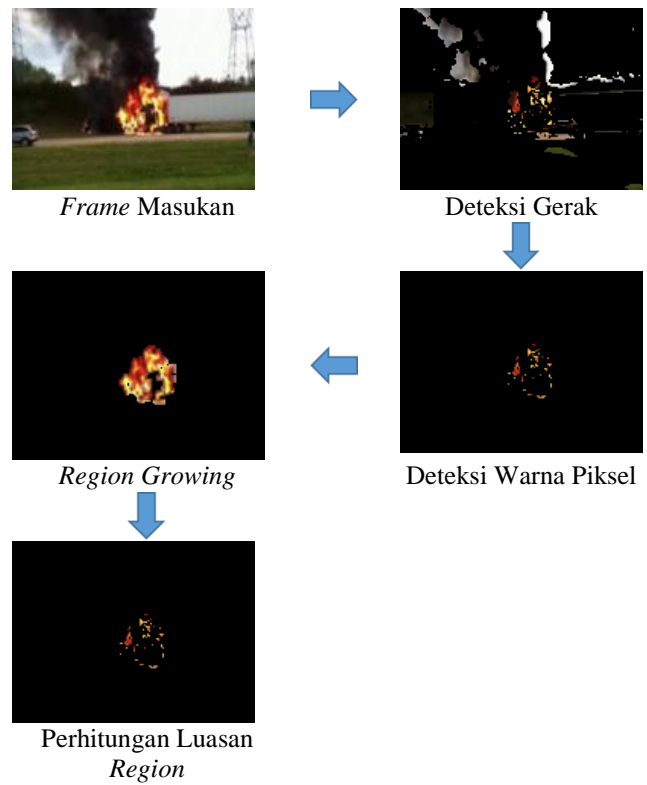 Frame Masukan
Deteksi Gerak
Deteksi Warna Piksel
Region Growing
Perhitungan Luasan
Region